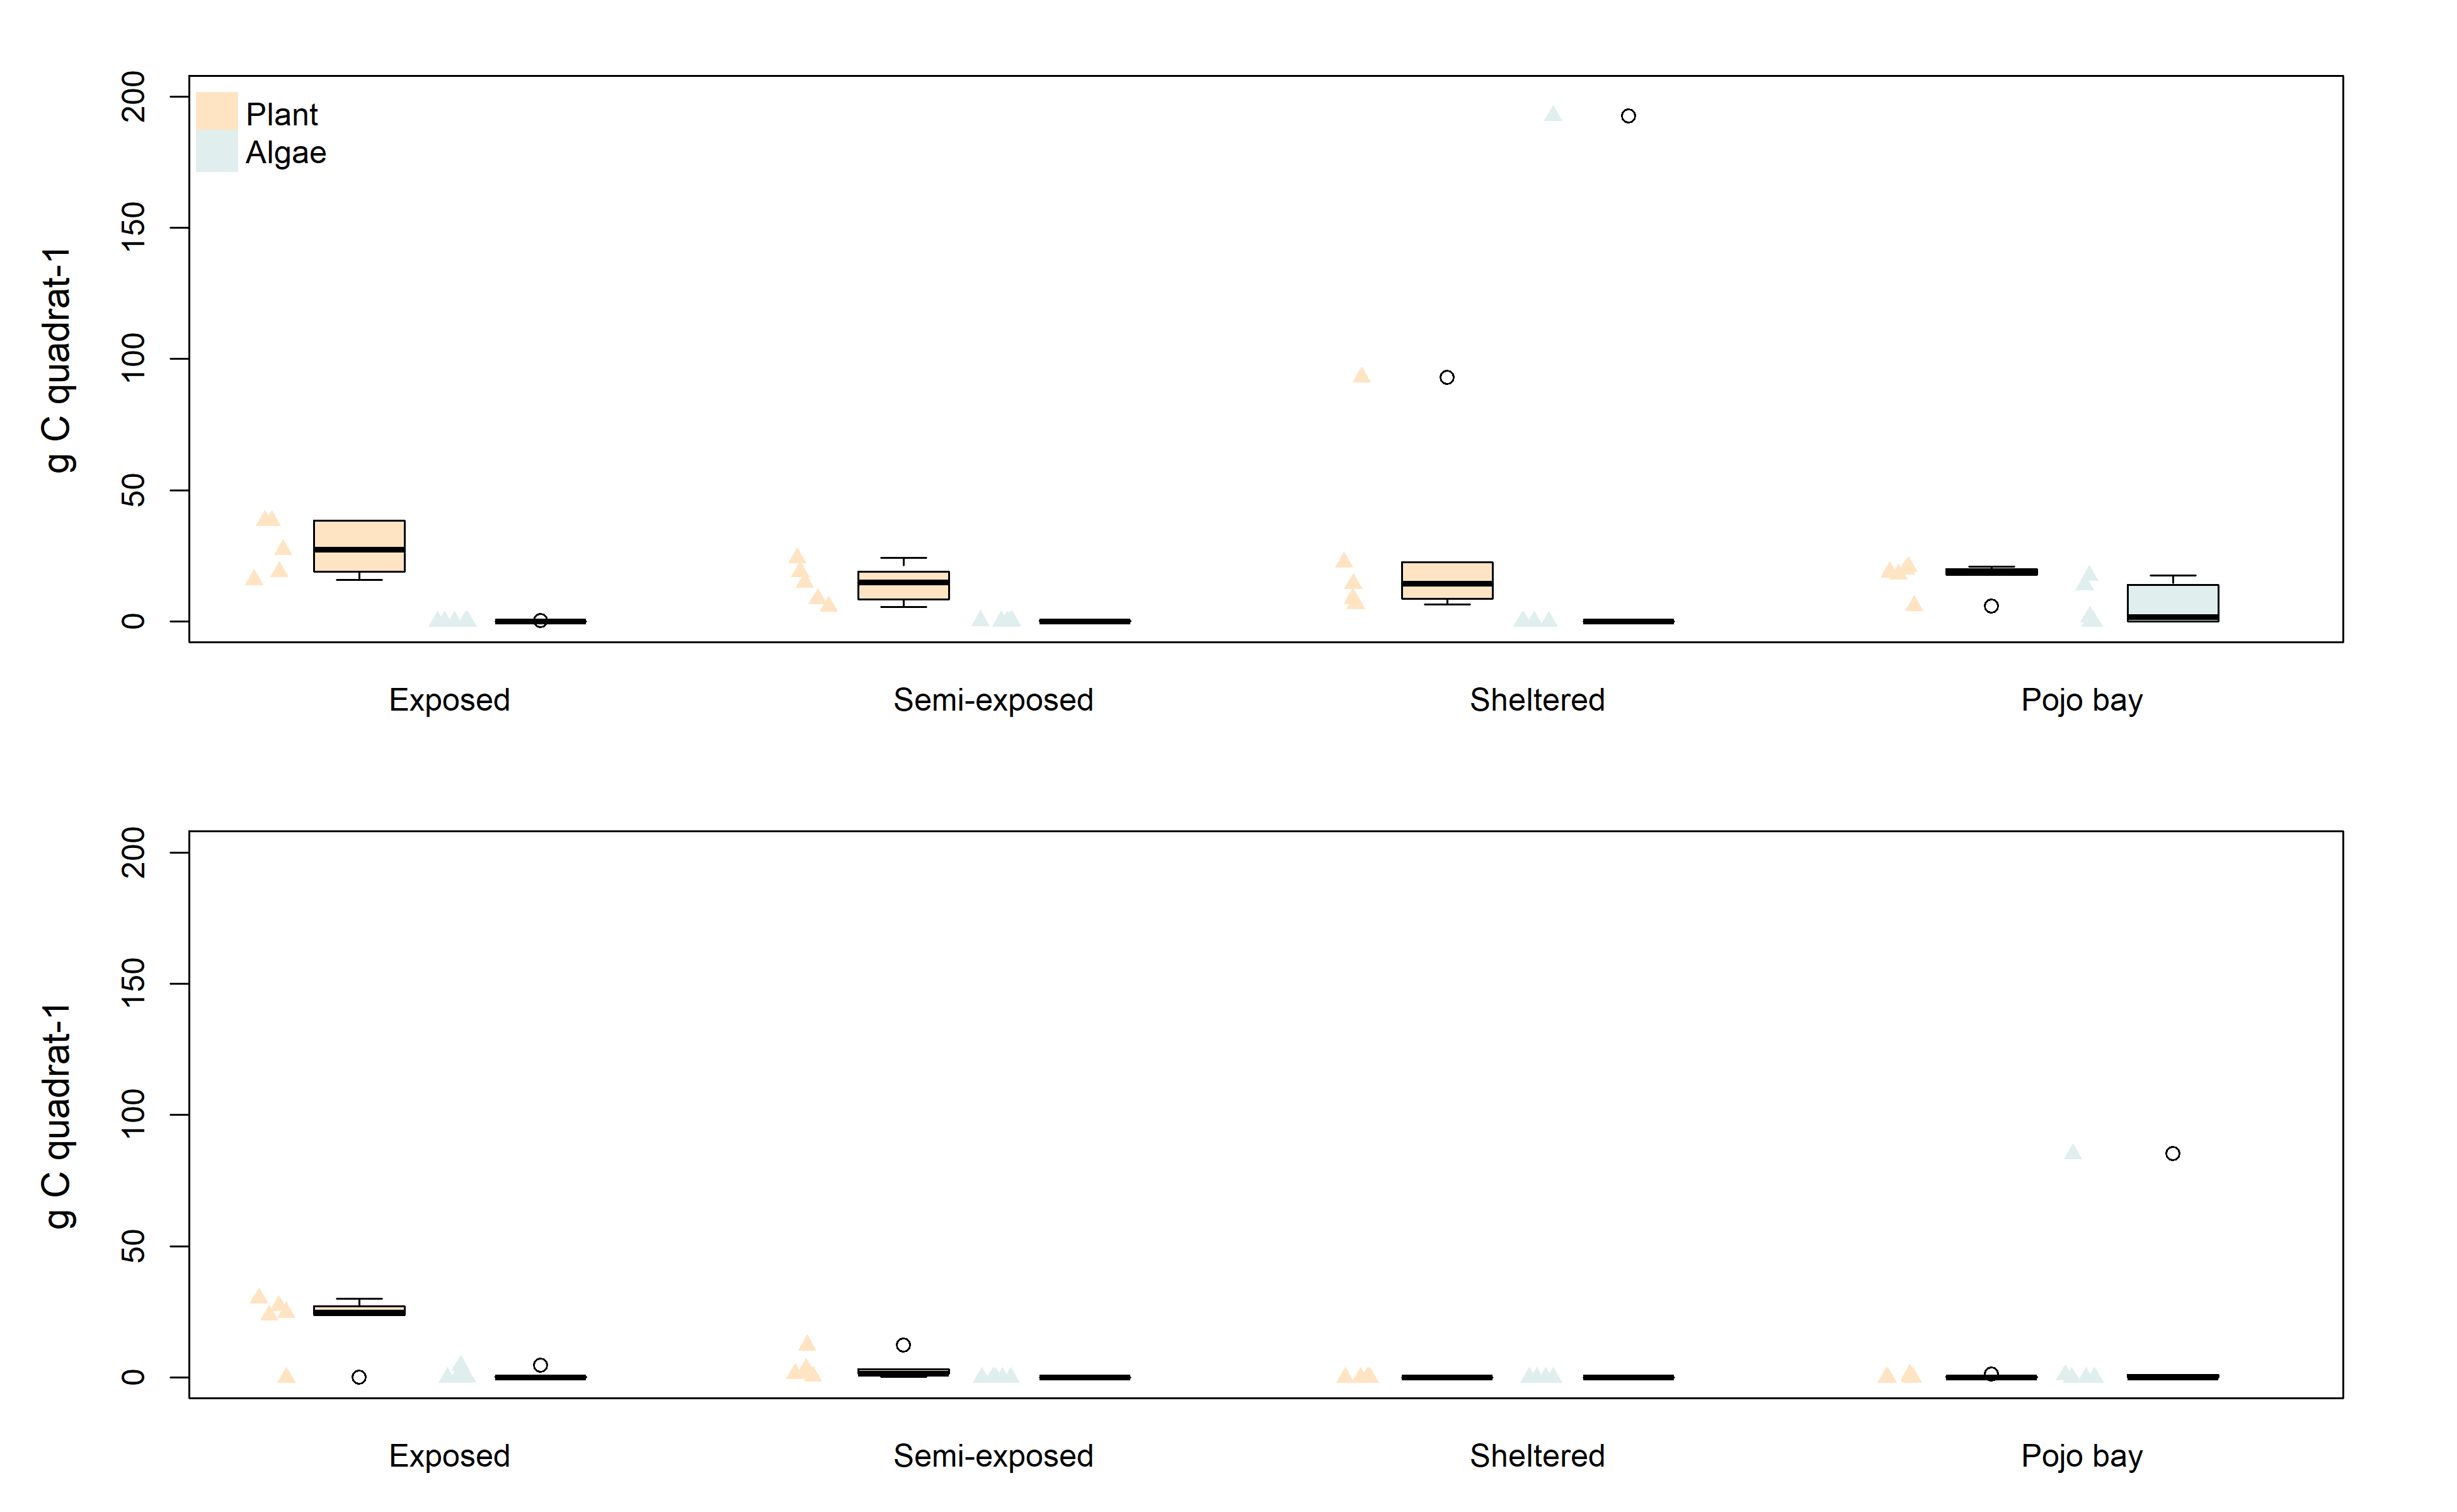 200
150
100
50
0
g C quadrat-1
Plant
Algae
Exposed Semi-exposed Sheltered Pojo bay
200
150
100
50
0
g C quadrat-1
Exposed Semi-exposed Sheltered Pojo bay